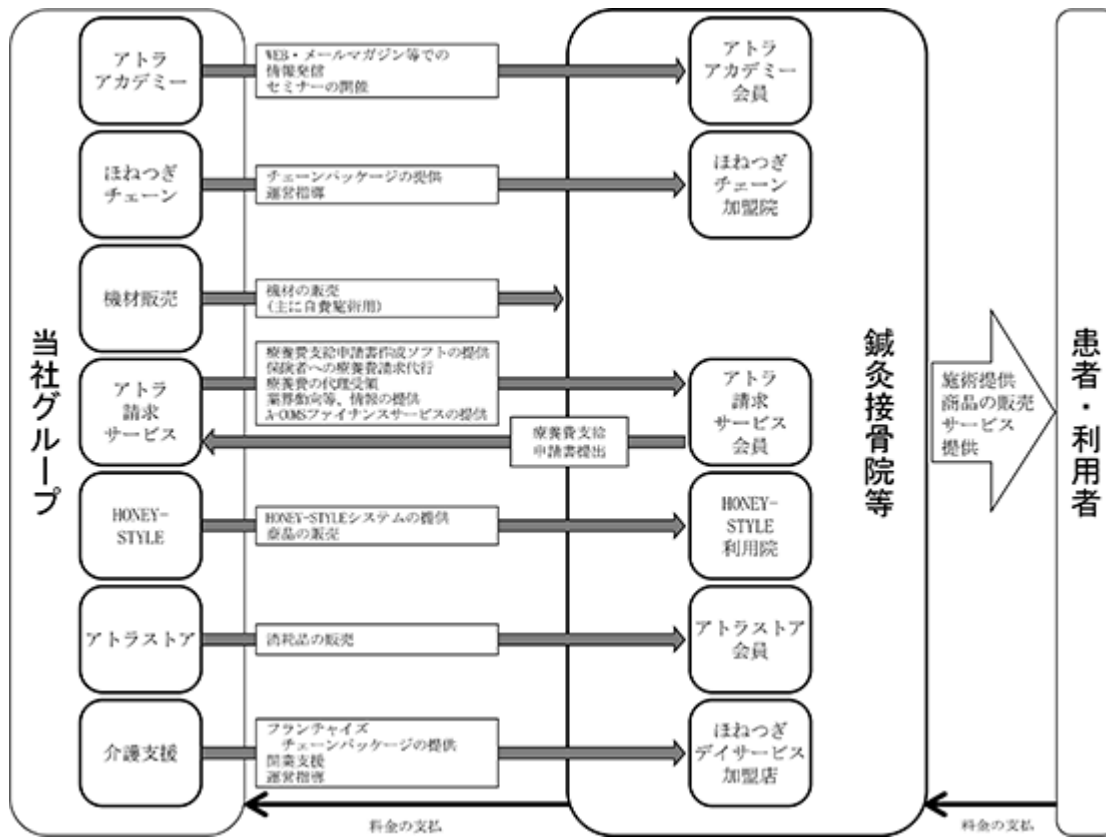 当社グループ
アトラ
アカデミー
WEB・メールマガジン等での
情報発信
セミナーの開催
アトラ
アカデミー
会員
ほねつぎ
チェーン
チェーンパッケージの提供
運営指導
ほねつぎ
チェーン
加盟院
機材販売
機材の販売
(主に自費施術用)
アトラ
請求
サービス
療養費支給申請書作成ソフトの提供
保険者への療養費請求代行
療養費の代理受領
業界動向等、情報の提供
A-COMSファイナンスサービスの提供
療養費支給
申請書提出
アトラ
請求
サービス
会員
HONEY-
STYLE
HONEY-STYLEシステムの提供
商品の販売
HONEY-
STYLE
利用院
アトラストア
消耗品の販売
アトラストア
会員
介護支援
フランチャイズ
チェーンパッケージの提供
開業支援
運営指導
ほねつぎ
デイサービス
加盟店
鍼灸接骨院等
施術提供
商品の販売
サービス
提供
患者・利用者
料金の支払
料金の支払